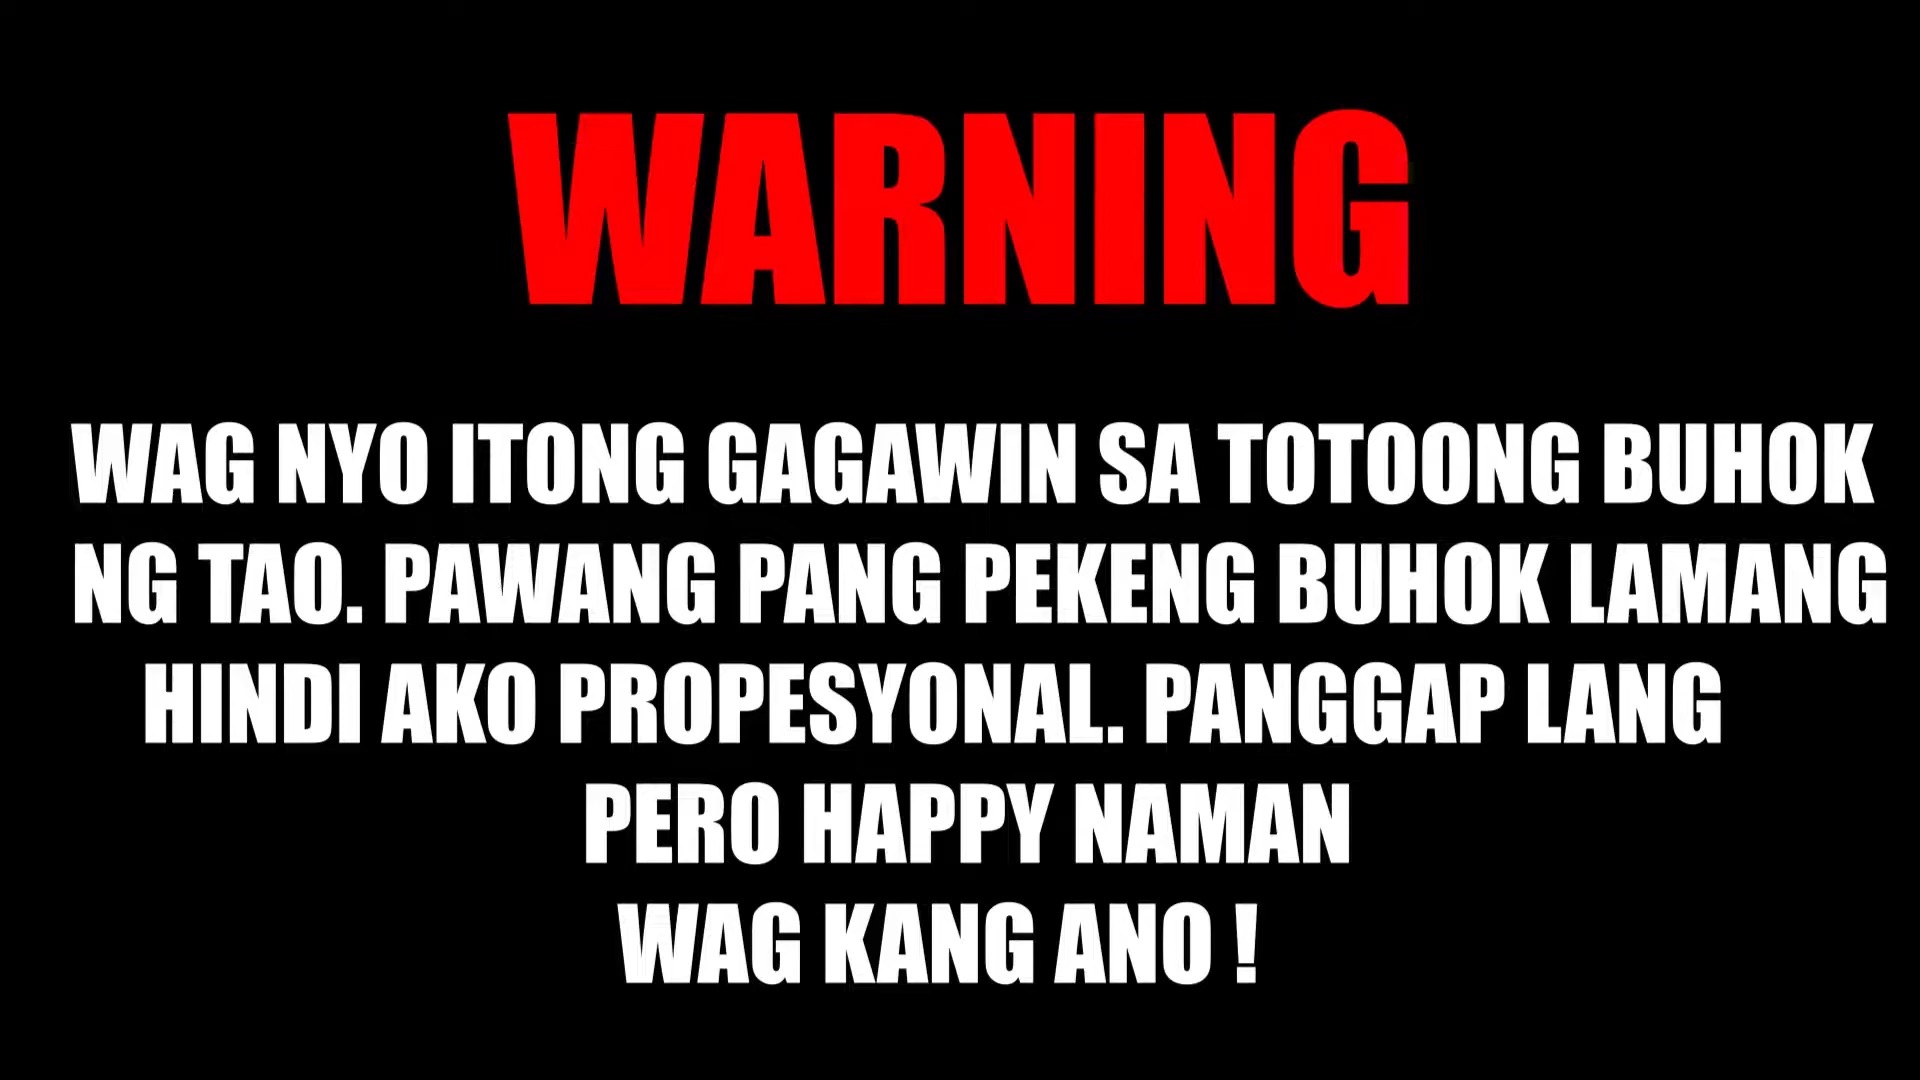 WARNING
WAG NYO ITONG GAGAWIN SA TOTOONG BUHOK
NG TAO. PAWANG PANG PEKENG BUHOK LAMANG
HINDI AKO PROPESYONAL. PANGGAP LANG
PERO HAPPY NAMAN
WAG KANG ANO !